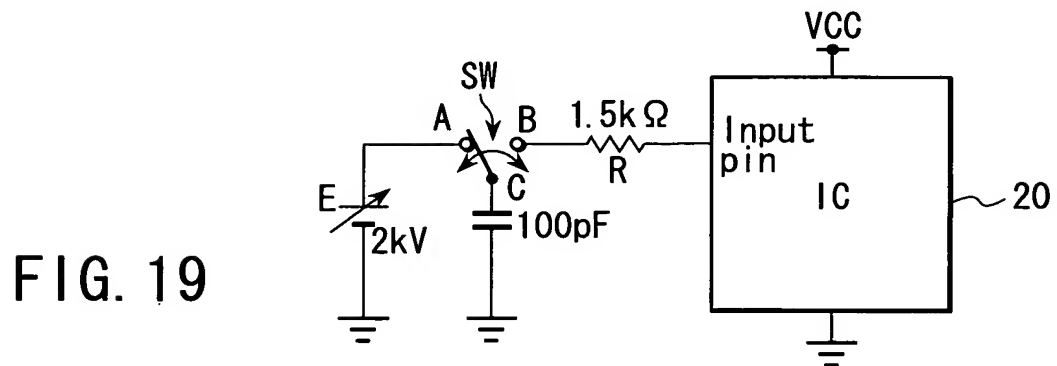 VCC
SW
A
B
1.5kΩ
Input
pin
R
C
IC
20
E
2kV
100pF
FIG. 19